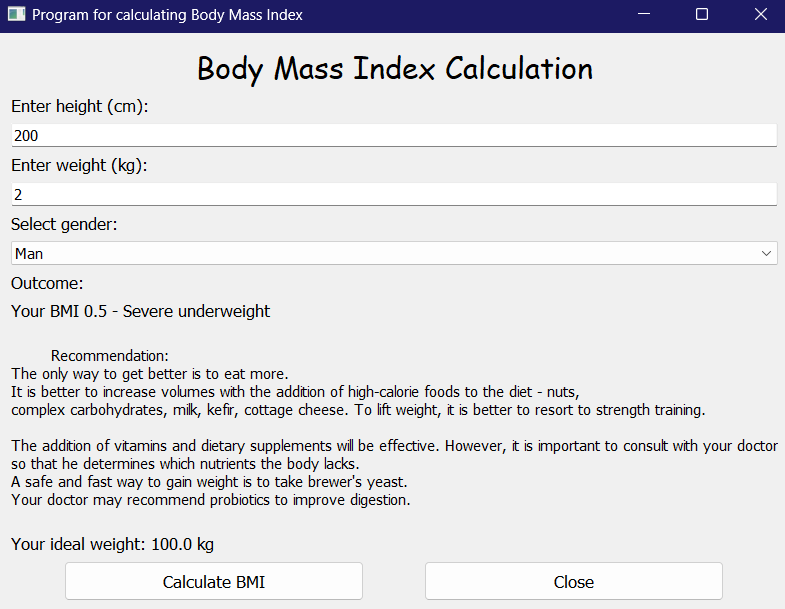 Program for calculating Body Mass Index
Body Mass Index Calculation
Enter height (cm):
200
Enter weight (kg):
2
Select gender:
Man
Outcome:
Your BMI 0.5 - Severe underweight
Recommendation:
The only way to get better is to eat more.
It is better to increase volumes with the addition of high-calorie foods to the diet - nuts,
complex carbohydrates, milk, kefir, cottage cheese. To lift weight, it is better to resort to strength training.
The addition of vitamins and dietary supplements will be effective. However, it is important to consult with your doctor
so that he determines which nutrients the body lacks.
A safe and fast way to gain weight is to take brewer's yeast.
Your doctor may recommend probiotics to improve digestion.
Your ideal weight: 100.0 kg
Calculate BMI
Close